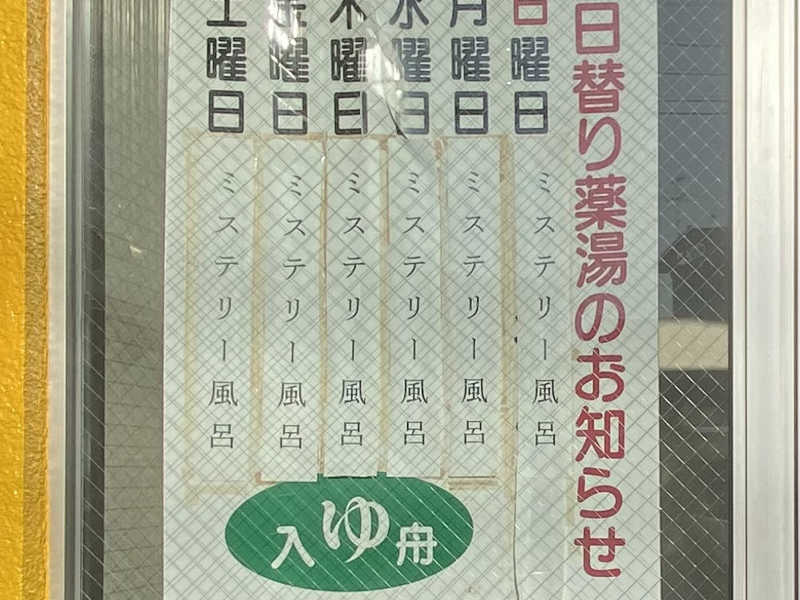 日替り薬湯のお知らせ
日曜日
ミステリー風呂
月曜日
ミステリー風呂
水曜日
ミステリー風呂
木曜日
ミステリー風呂
金曜日
ミステリー風呂
土曜日
ミステリー風呂
入ゆ舟